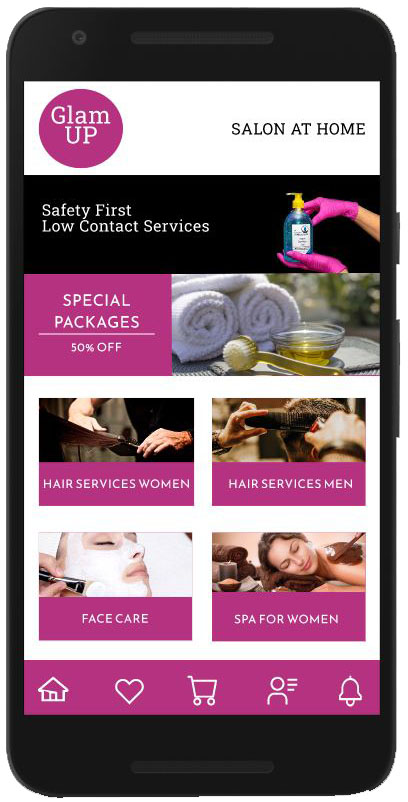 Glam
UP
SALON AT HOME
Safety First
Low Contact Services
SPECIAL
PACKAGES
50% OFF
HAIR SERVICES WOMEN
HAIR SERVICES MEN
FACE CARE
SPA FOR WOMEN